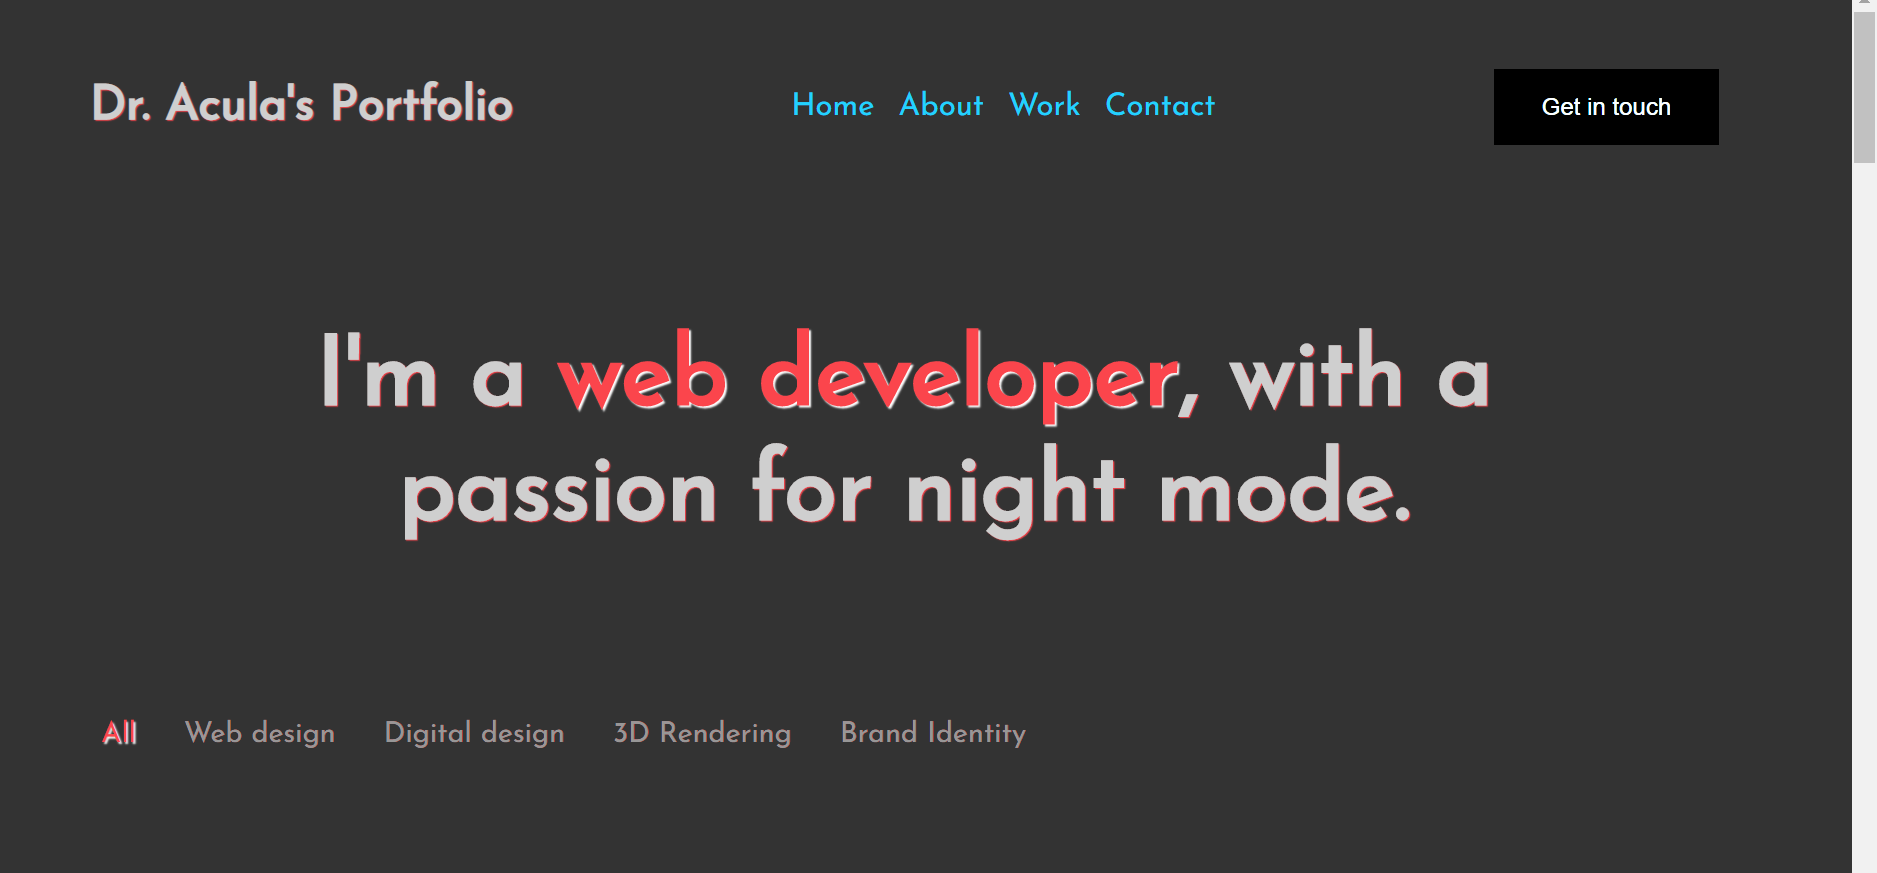 Dr. Acula's Portfolio
Home About Work Contact
Get in touch
I'm a web developer, with a
passion for night mode.
All Web design Digital design 3D Rendering Brand Identity